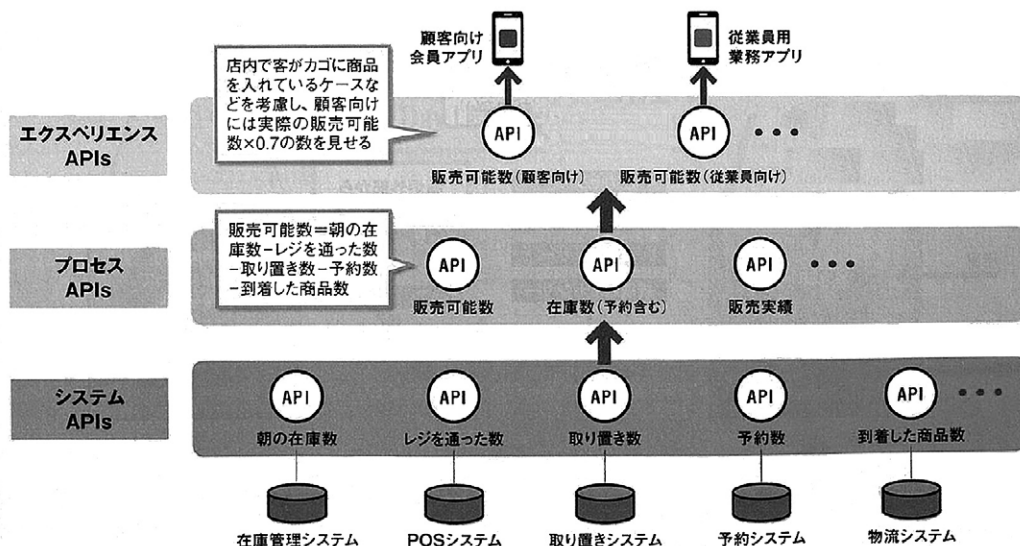 顧客向け
会員アプリ
従業員用
業務アプリ
店内で客がカゴに商品
を入れているケースな
どを考慮し、顧客向け
には実際の販売可能
数×0.7の数を見せる
エクスペリエンス
APIs
API
API
・・・
販売可能数(顧客向け)
販売可能数(従業員向け)
販売可能数=朝の在
庫数−レジを通った数
−取り置き数−予約数
−到着した商品数
プロセス
APIs
API
API
API
・・・
販売可能数
在庫数(予約含む)
販売実績
システム
APIs
API
API
API
API
API
・・・
朝の在庫数
レジを通った数
取り置き数
予約数
到着した商品数
在庫管理システム
POSシステム
取り置きシステム
予約システム
物流システム